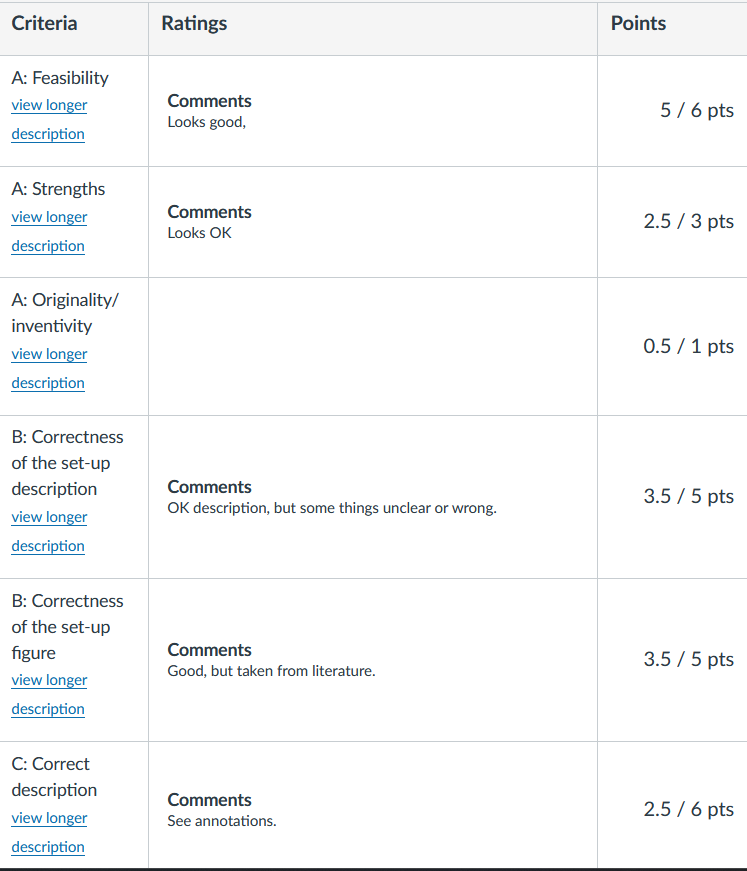 Criteria Ratings Points
A: Feasibility
view longer
description
Comments
Looks good,
5 / 6 pts
A: Strengths
view longer
description
Comments
Looks OK
2.5 / 3 pts
A: Originality/
inventivity
view longer
description
0.5 / 1 pts
B: Correctness
of the set-up
description
view longer
description
Comments
OK description, but some things unclear or wrong.
3.5 / 5 pts
B: Correctness
of the set-up
figure
view longer
description
Comments
Good, but taken from literature.
3.5 / 5 pts
C: Correct
description
view longer
description
Comments
See annotations.
2.5 / 6 pts